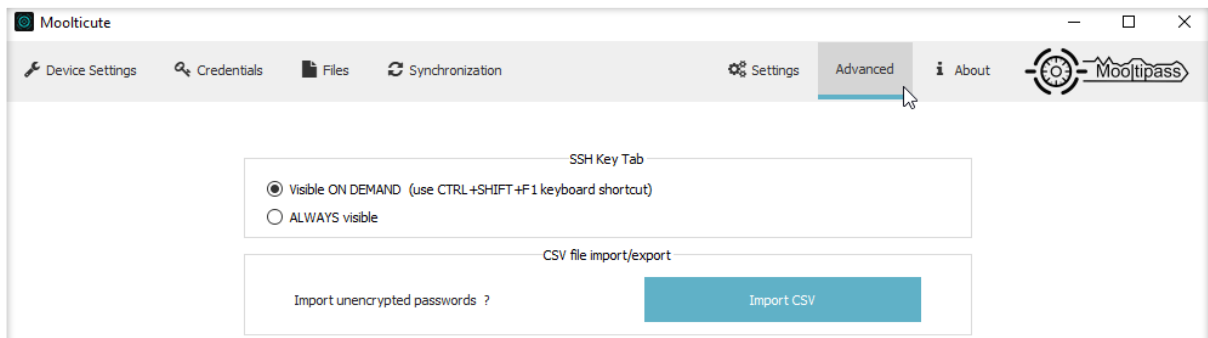 Moolticute
Device Settings Credentials Files Synchronization Settings Advanced i About Mooltipass
SSH Key Tab
Visible ON DEMAND (use CTRL+SHIFT+F1 keyboard shortcut)
ALWAYS visible
CSV file import/export
Import unencrypted passwords ? Import CSV